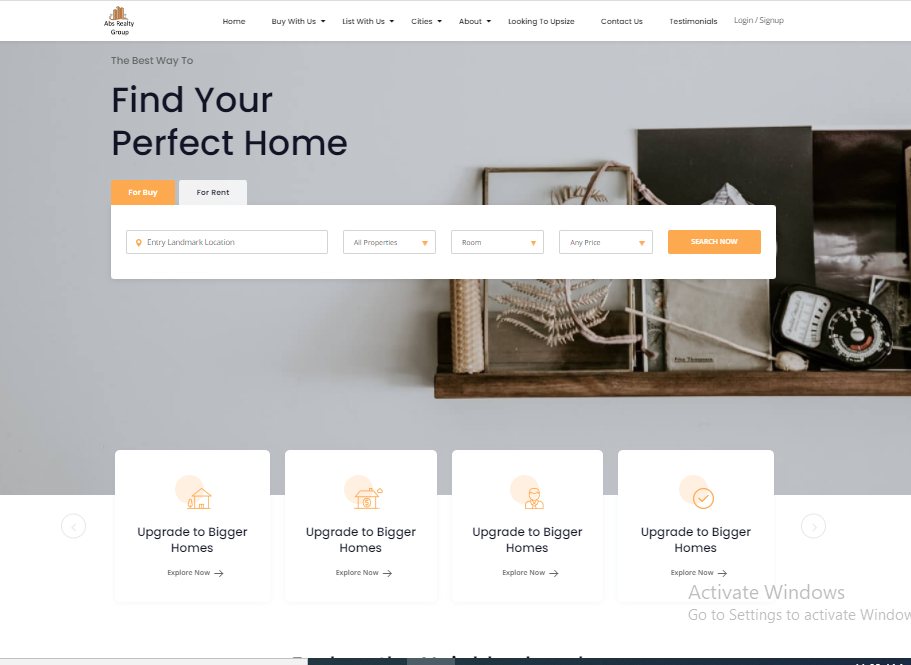 Abs Realty
Group
Home
Buy With Us
List With Us
Cities
About
Looking To Upsize
Contact Us
Testimonials
Login / Signup
The Best Way To
Find Your
Perfect Home
For Buy
For Rent
Entry Landmark Location
All Properties
Room
Any Price
SEARCH NOW
Upgrade to Bigger
Homes
Explore Now
Upgrade to Bigger
Homes
Explore Now
Upgrade to Bigger
Homes
Explore Now
Upgrade to Bigger
Homes
Explore Now
Activate Windows
Go to Settings to activate Window